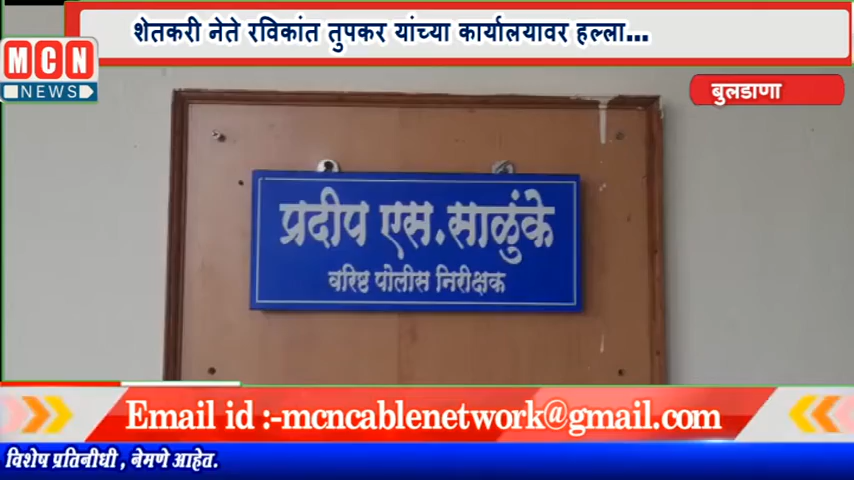 शेतकरी नेते रविकांत तुपकर यांच्या कार्यालयावर हल्ला...
MCN
NEWS
बुलडाणा
प्रदीप एस.साळुंके
वरिष्ठ पोलीस निरीक्षक
Email id :-mcncablenetwork@gmail.com
विशेष प्रतिनीधी , नेमणे आहेत.